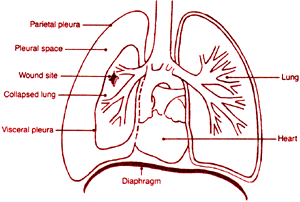 Parietal pleura
Pleural space
Wound site
Collapsed lung
Visceral pleura
Lung
Heart
Diaphragm